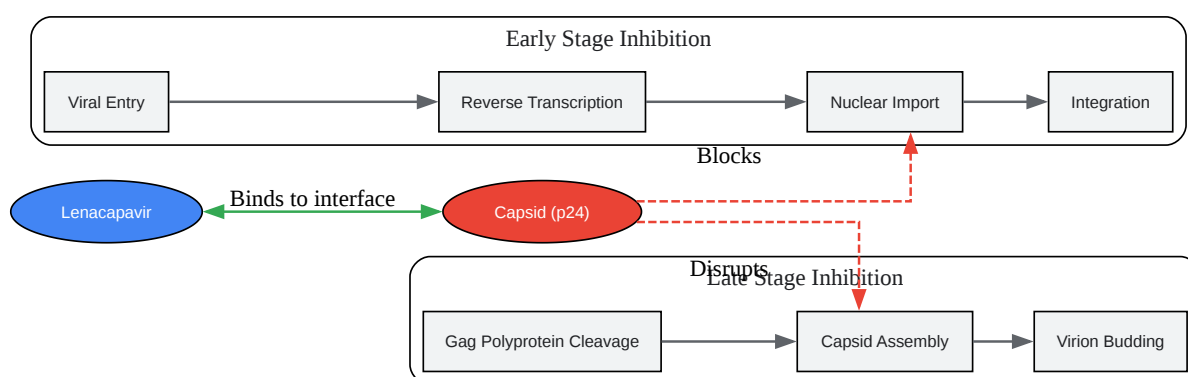 Early Stage Inhibition
Viral Entry
Reverse Transcription
Nuclear Import
Integration
Blocks
Lenacapavir
Binds to interface
Capsid (p24)
Disrupts
Late Stage Inhibition
Gag Polyprotein Cleavage
Capsid Assembly
Virion Budding